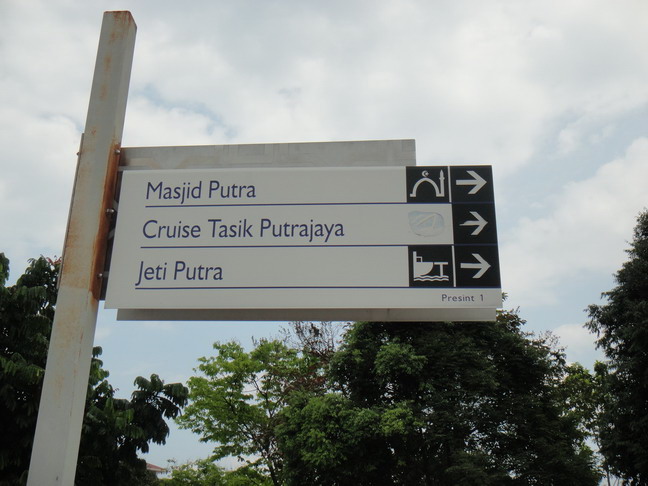 Masjid Putra
Cruise Tasik Putrajaya
Jeti Putra
Presint 1